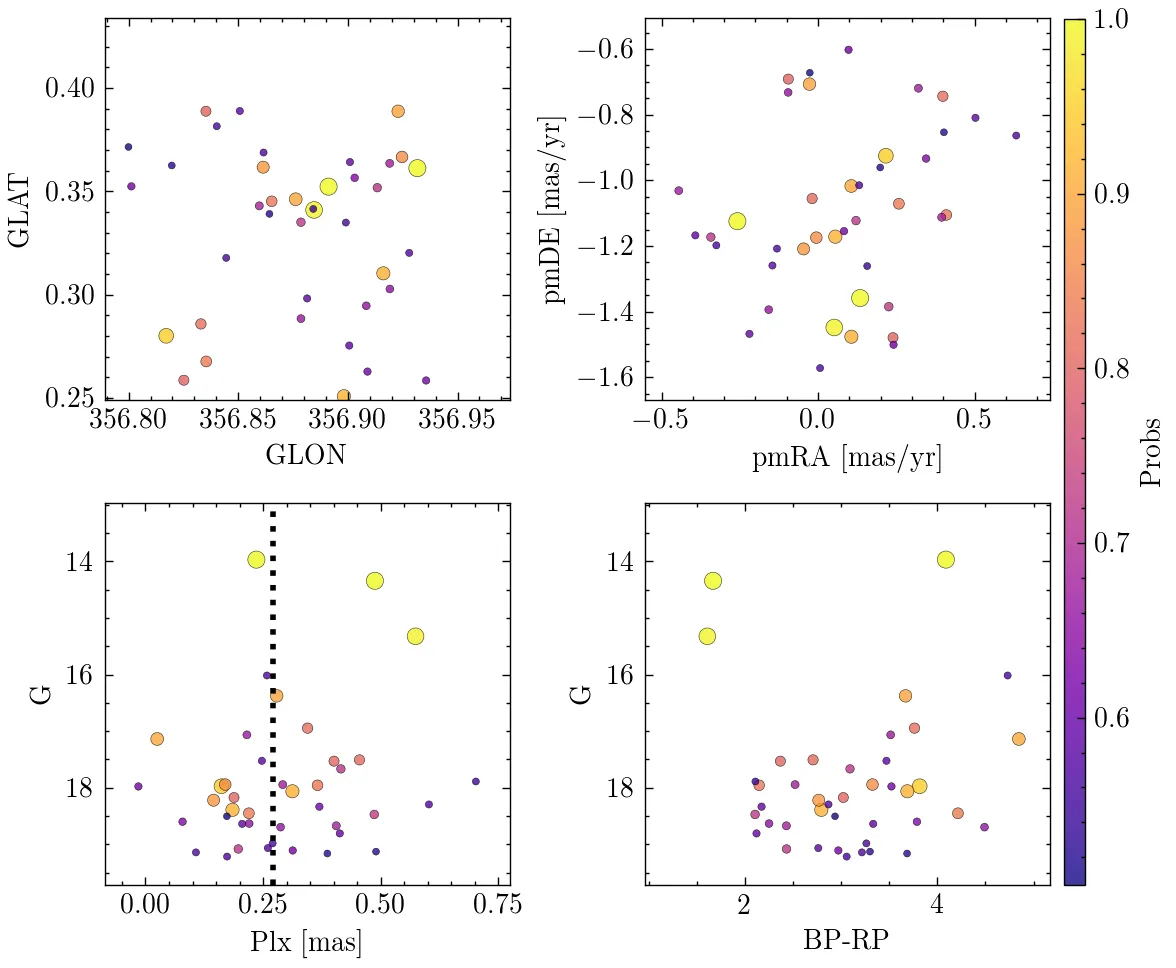 0.40
0.35
0.30
0.25
GLAT
356.80 356.85 356.90 356.95
GLON
−0.6
−0.8
−1.0
−1.2
−1.4
−1.6
pmDE [mas/yr]
−0.5 0.0 0.5
pmRA [mas/yr]
14
16
18
G
0.00 0.25 0.50 0.75
Plx [mas]
14
16
18
G
2 4
BP-RP
1.0
0.9
0.8
0.7
0.6
Probs